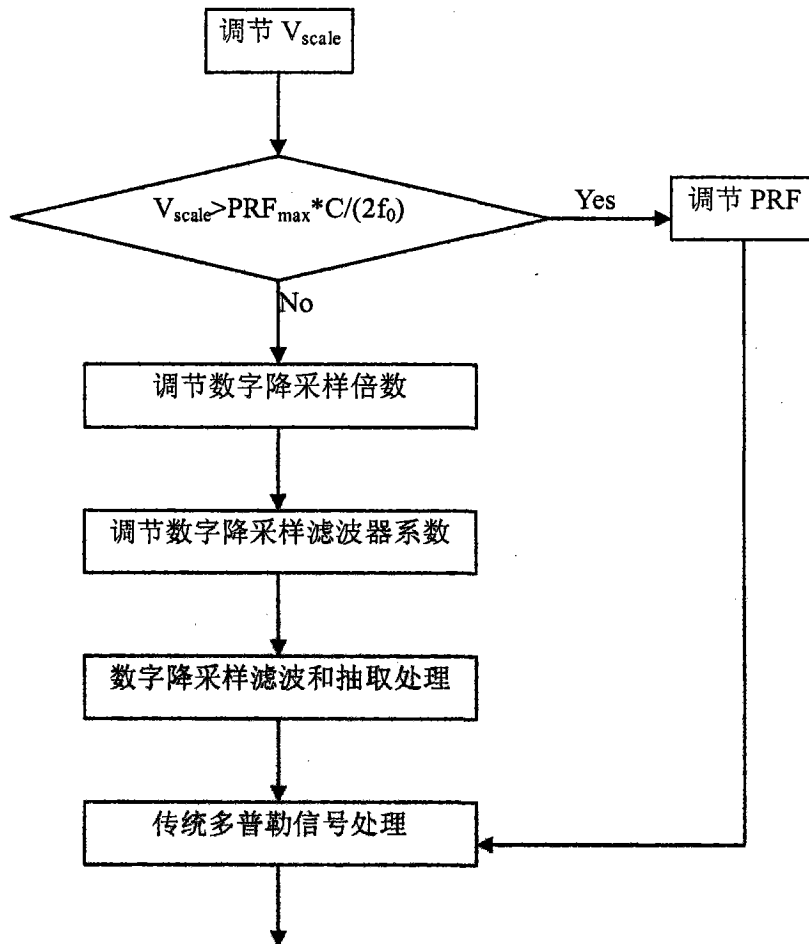 调节 V_scale
V_scale>PRF_max*C/(2f_0)
Yes
调节 PRF
No
调节数字降采样倍数
调节数字降采样滤波器系数
数字降采样滤波和抽取处理
传统多普勒信号处理